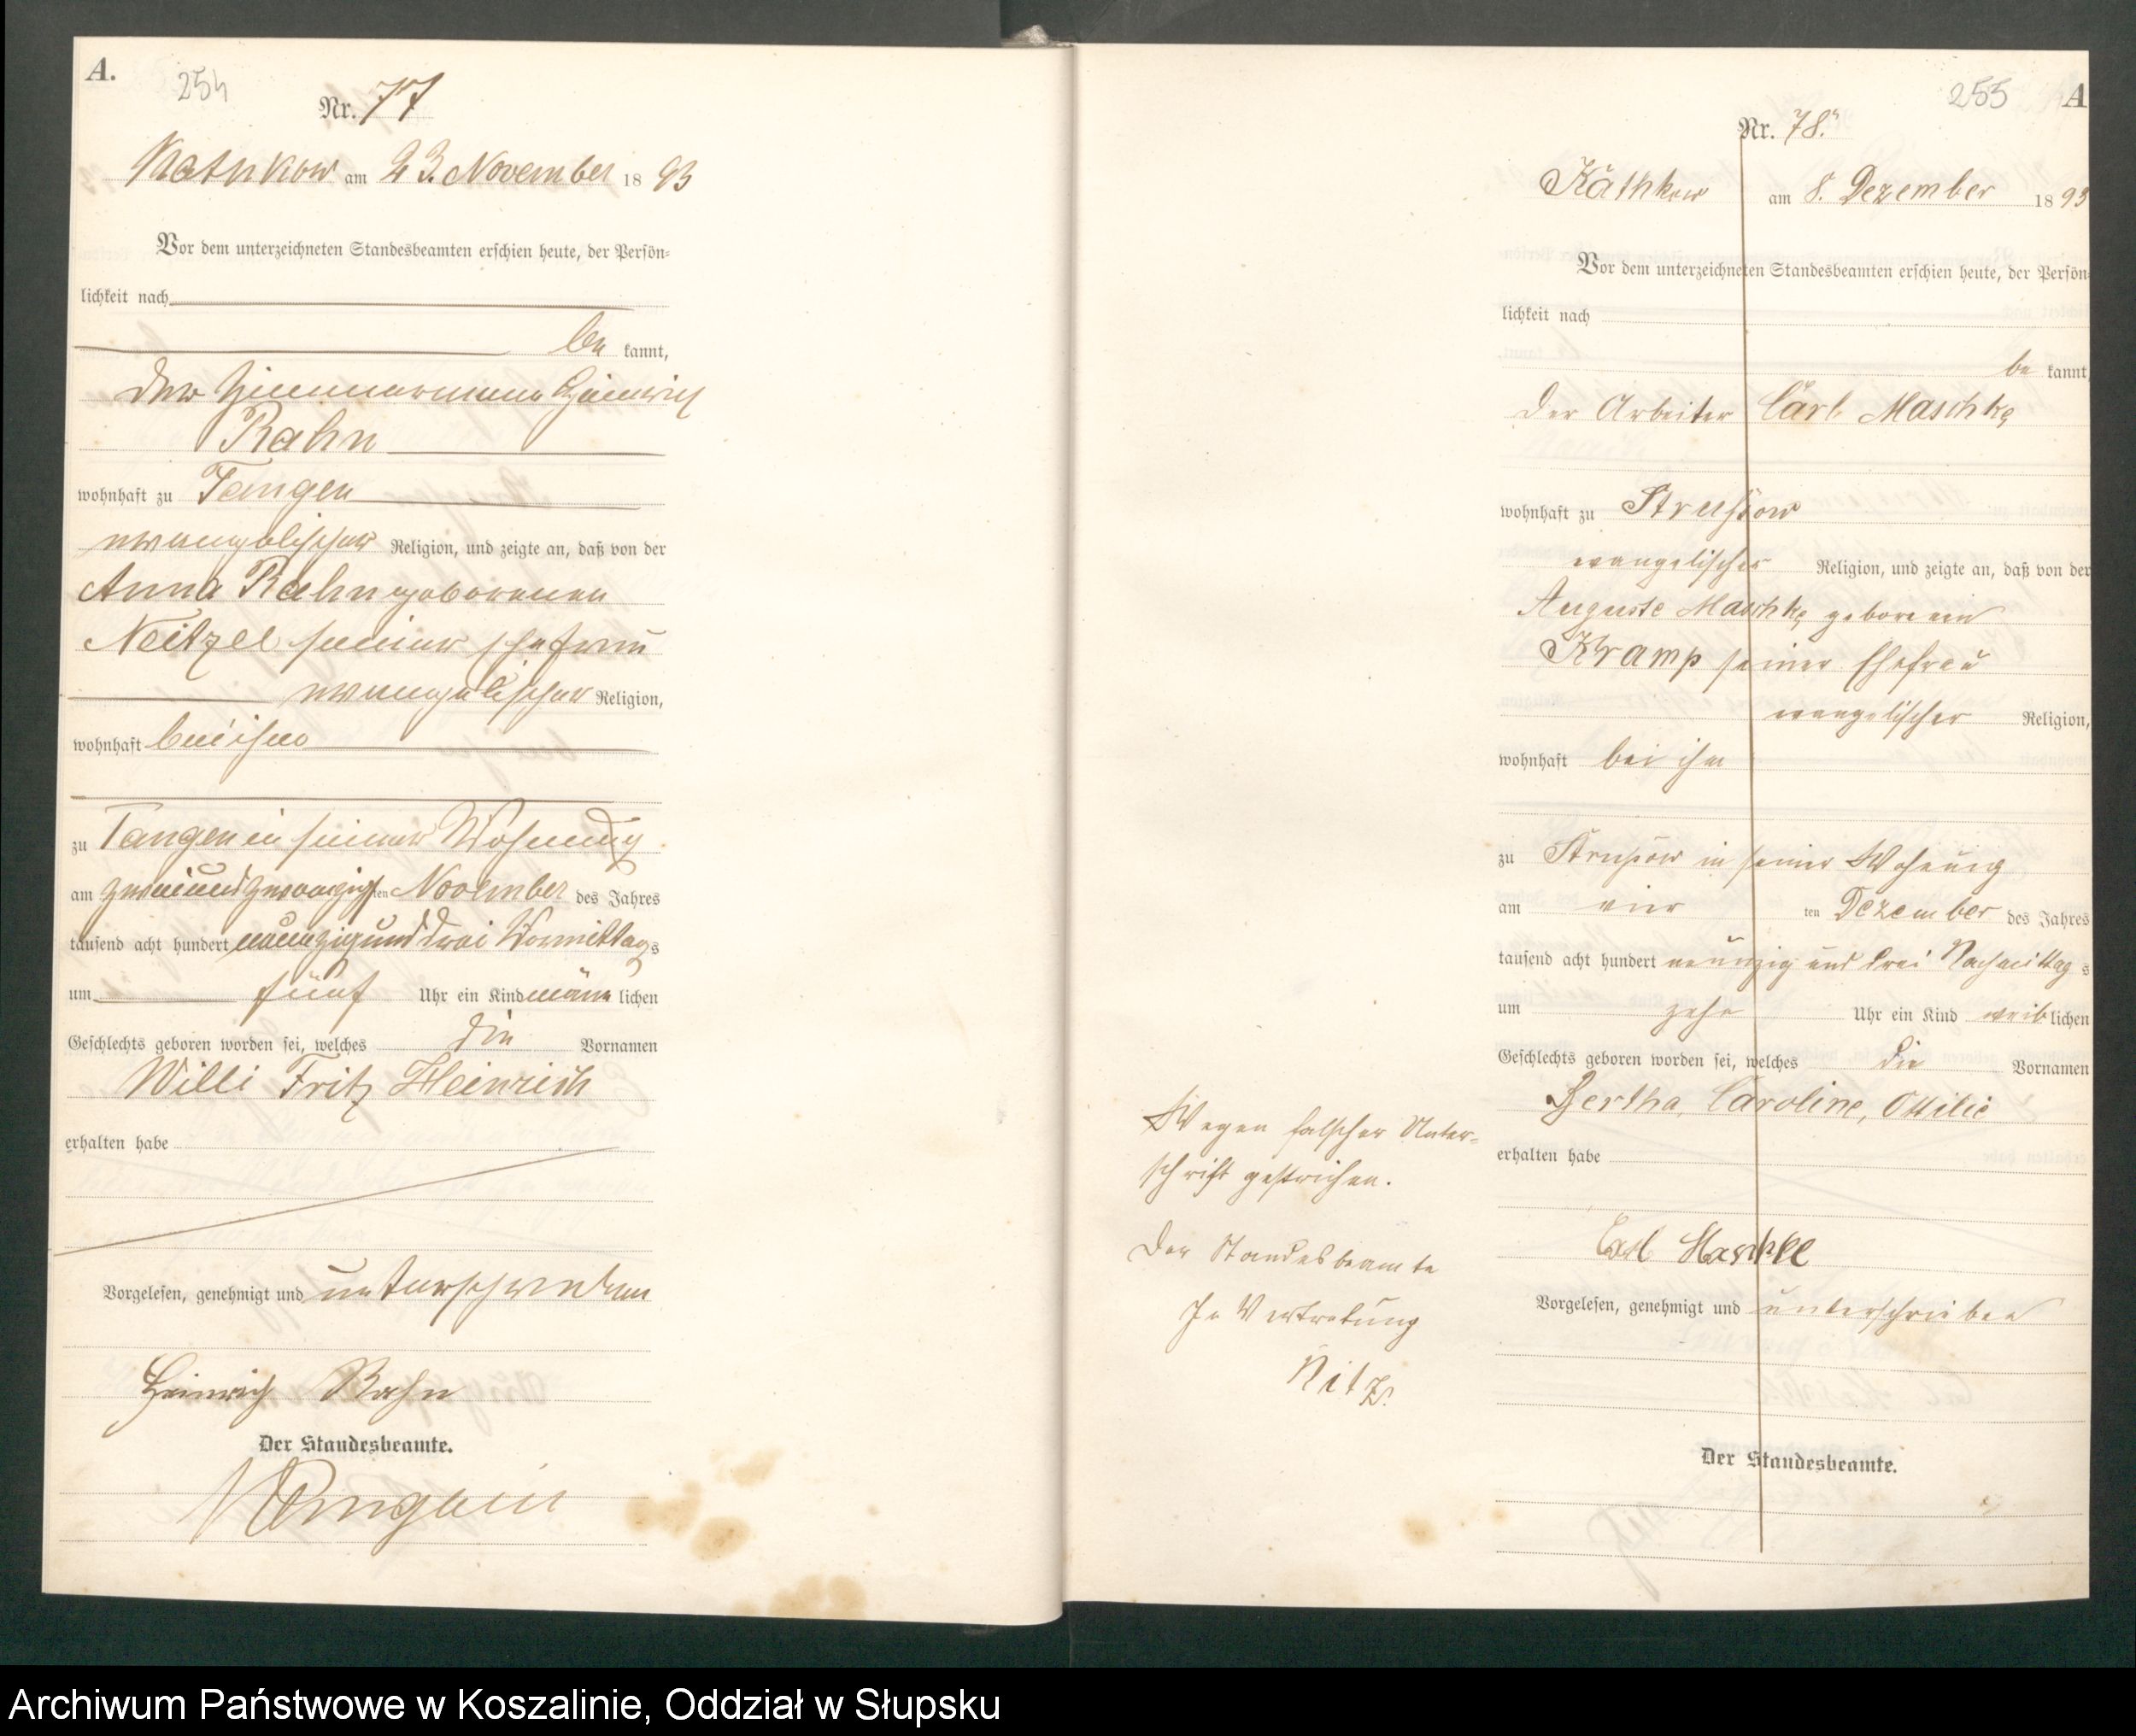 A.
254
Nr. 77
Kathkow am 23. November 1893
Vor dem unterzeichneten Standesbeamten erschien heute, der Persön-
lichkeit nach
be kannt,
der Zimmermann Heinrich
Rahn
wohnhaft zu Tangen
evangelischer Religion, und zeigte an, daß von der
Anna Rahn geborenen
Neitzel seiner Ehefrau
evangelischer Religion,
wohnhaft bei ihm
zu Tangen in seiner Wohnung
am zweiundzwanzigsten November des Jahres
tausend acht hundert neunzig und drei Vormittags
um fünf Uhr ein Kind männlichen
Geschlechts geboren worden sei, welches die Vornamen
Willi Fritz Heinrich
erhalten habe
Vorgelesen, genehmigt und unterschrieben
Heinrich Rahn
Der Standesbeamte.
255
A
Nr. 78.
Kathkow am 8. Dezember 1893
Vor dem unterzeichneten Standesbeamten erschien heute, der Persön-
lichkeit nach
be kannt,
der Arbeiter Carl Maschke
wohnhaft zu Strussow
evangelischer Religion, und zeigte an, daß von der
Auguste Maschke geborenen
Kramp seiner Ehefrau
evangelischer Religion,
wohnhaft bei ihm
zu Strussow in seiner Wohnung
am vier ten Dezember des Jahres
tausend acht hundert neunzig und drei Nachmittags
um zehn Uhr ein Kind weiblichen
Geschlechts geboren worden sei, welches die Vornamen
Bertha, Caroline, Ottilie
erhalten habe
Carl Maschke
Vorgelesen, genehmigt und unterschrieben
Der Standesbeamte.
Wegen falscher Unter-
schrift gestrichen.
Der Standesbeamte
In Vertretung
Nitz.
Archiwum Państwowe w Koszalinie, Oddział w Słupsku